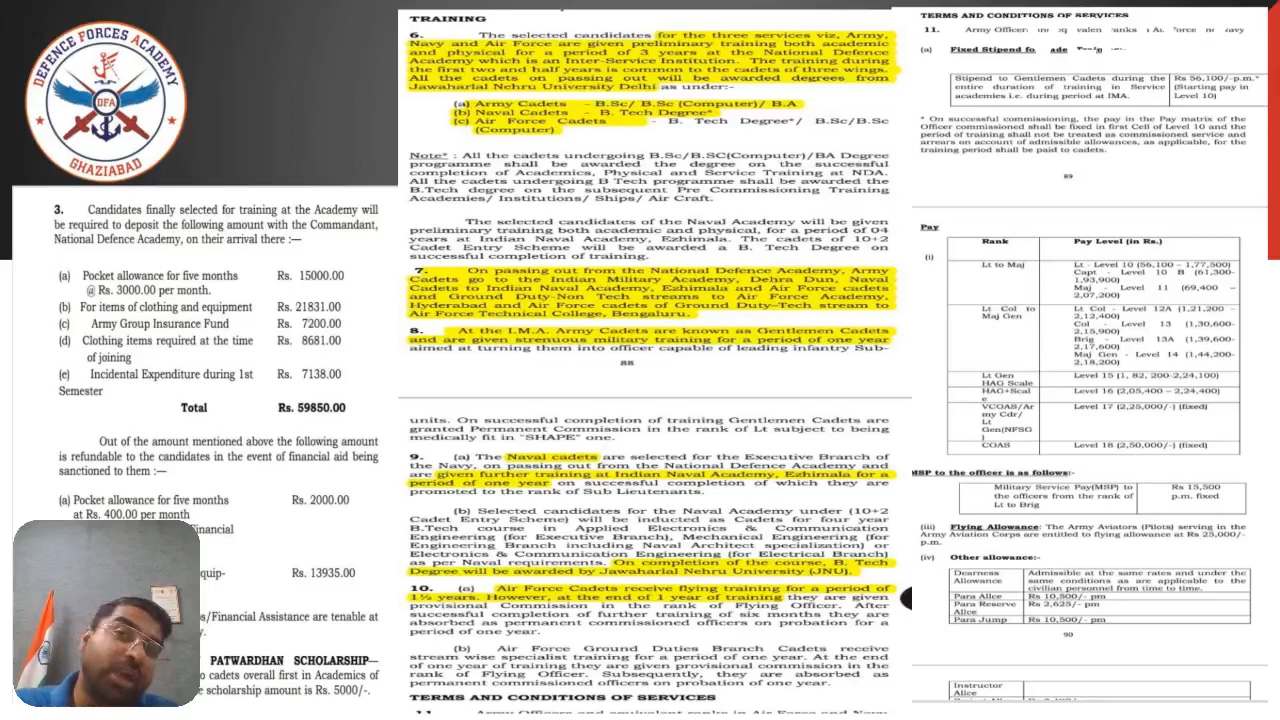 DEFENCE FORCES ACADEMY
DFA
GHAZIABAD
3. Candidates finally selected for training at the Academy will
be required to deposit the following amount with the Commandant,
National Defence Academy, on their arrival there :—
(a) Pocket allowance for five months Rs. 15000.00
@ Rs. 3000.00 per month.
(b) For items of clothing and equipment Rs. 21831.00
(c) Army Group Insurance Fund Rs. 7200.00
(d) Clothing items required at the time Rs. 8681.00
of joining
(e) Incidental Expenditure during 1st Rs. 7138.00
Semester
Total Rs. 59850.00
Out of the amount mentioned above the following amount
is refundable to the candidates in the event of financial aid being
sanctioned to them :—
(a) Pocket allowance for five months Rs. 2000.00
at Rs. 400.00 per month
Financial
quip- Rs. 13935.00
s/Financial Assistance are tenable at
y.
PATWARDHAN SCHOLARSHIP—
o cadets overall first in Academics of
e scholarship amount is Rs. 5000/-.
TRAINING
6. The selected candidates for the three services viz, Army,
Navy and Air Force are given preliminary training both academic
and physical for a period of 3 years at the National Defence
Academy which is an Inter-Service Institution. The training during
the first two and half years is common to the cadets of three wings.
All the cadets on passing out will be awarded degrees from
Jawaharlal Nehru University Delhi as under:-
(a) Army Cadets - B.Sc/ B.Sc (Computer)/ B.A
(b) Naval Cadets - B. Tech Degree*
(c) Air Force Cadets - B. Tech Degree*/ B.Sc/B.Sc
(Computer)
Note* : All the cadets undergoing B.Sc/B.SC(Computer)/BA Degree
programme shall be awarded the degree on the successful
completion of Academics, Physical and Service Training at NDA.
All the cadets undergoing B Tech programme shall be awarded the
B.Tech degree on the subsequent Pre Commissioning Training
Academies/ Institutions/ Ships/ Air Craft.
The selected candidates of the Naval Academy will be given
preliminary training both academic and physical, for a period of 04
years at Indian Naval Academy, Ezhimala. The cadets of 10+2
Cadet Entry Scheme will be awarded a B. Tech Degree on
successful completion of training.
7. On passing out from the National Defence Academy, Army
Cadets go to the Indian Military Academy, Dehra Dun, Naval
Cadets to Indian Naval Academy, Ezhimala and Air Force cadets
and Ground Duty-Non Tech streams to Air Force Academy,
Hyderabad and Air Force cadets of Ground Duty–Tech stream to
Air Force Technical College, Bengaluru.
8. At the I.M.A. Army Cadets are known as Gentlemen Cadets
and are given strenuous military training for a period of one year
aimed at turning them into officer capable of leading infantry Sub-
88
units. On successful completion of training Gentlemen Cadets are
granted Permanent Commission in the rank of Lt subject to being
medically fit in "SHAPE" one.
9. (a) The Naval cadets are selected for the Executive Branch of
the Navy, on passing out from the National Defence Academy and
are given further training at Indian Naval Academy, Ezhimala for a
period of one year on successful completion of which they are
promoted to the rank of Sub Lieutenants.
(b) Selected candidates for the Naval Academy under (10+2
Cadet Entry Scheme) will be inducted as Cadets for four year
B.Tech course in Applied Electronics & Communication
Engineering (for Executive Branch), Mechanical Engineering (for
Engineering Branch including Naval Architect specialization) or
Electronics & Communication Engineering (for Electrical Branch)
as per Naval requirements. On completion of the course, B. Tech
Degree will be awarded by Jawaharlal Nehru University (JNU).
10. (a) Air Force Cadets receive flying training for a period of
1½ years. However, at the end of 1 year of training they are given
provisional Commission in the rank of Flying Officer. After
successful completion of further training of six months they are
absorbed as permanent commissioned officers on probation for a
period of one year.
(b) Air Force Ground Duties Branch Cadets receive
stream wise specialist training for a period of one year. At the end
of one year of training they are given provisional commission in the
rank of Flying Officer. Subsequently, they are absorbed as
permanent commissioned officers on probation of one year.
TERMS AND CONDITIONS OF SERVICES
11. Army Officers and equivalent ranks in Air Force and Navy
TERMS AND CONDITIONS OF SERVICES
11. Army Officer
(a) Fixed Stipend
Stipend to Gentlemen Cadets during the Rs 56,100/-p.m.*
entire duration of training in Service (Starting pay in
academies i.e. during period at IMA. Level 10)
* On successful commissioning, the pay in the Pay matrix of the
Officer commissioned shall be fixed in first Cell of Level 10 and the
period of training shall not be treated as commissioned service and
arrears on account of admissible allowances, as applicable, for the
training period shall be paid to cadets.
89
Pay
(i)
Rank Pay Level (in Rs.)
Lt to Maj Lt - Level 10 (56,100 - 1,77,500)
Capt - Level 10 B (61,300-
1,93,900)
Maj - Level 11 (69,400 –
2,07,200)
Lt Col to Lt Col - Level 12A (1,21,200 –
Maj Gen 2,12,400)
Col - Level 13 (1,30,600-
2,15,900)
Brig - Level 13A (1,39,600-
2,17,600)
Maj Gen - Level 14 (1,44,200-
2,18,200)
Lt Gen Level 15 (1, 82, 200-2,24,100)
HAG Scale
HAG+Scal Level 16 (2,05,400 – 2,24,400)
e
VCOAS/Ar Level 17 (2,25,000/-) (fixed)
my Cdr/
Lt
Gen(NFSG
)
COAS Level 18 (2,50,000/-) (fixed)
MSP to the officer is as follows:-
Military Service Pay(MSP) to Rs 15,500
the officers from the rank of p.m. fixed
Lt to Brig
(iii) Flying Allowance: The Army Aviators (Pilots) serving in the
Army Aviation Corps are entitled to flying allowance at Rs 25,000/-
p.m.
(iv) Other allowance:-
Dearness Admissible at the same rates and under the
Allowance same conditions as are applicable to the
civilian personnel from time to time.
Para Allce Rs 10,500/- pm
Para Reserve Rs 2,625/- pm
Allce
Para Jump Rs 10,500/- pm
90
Instructor
Allce